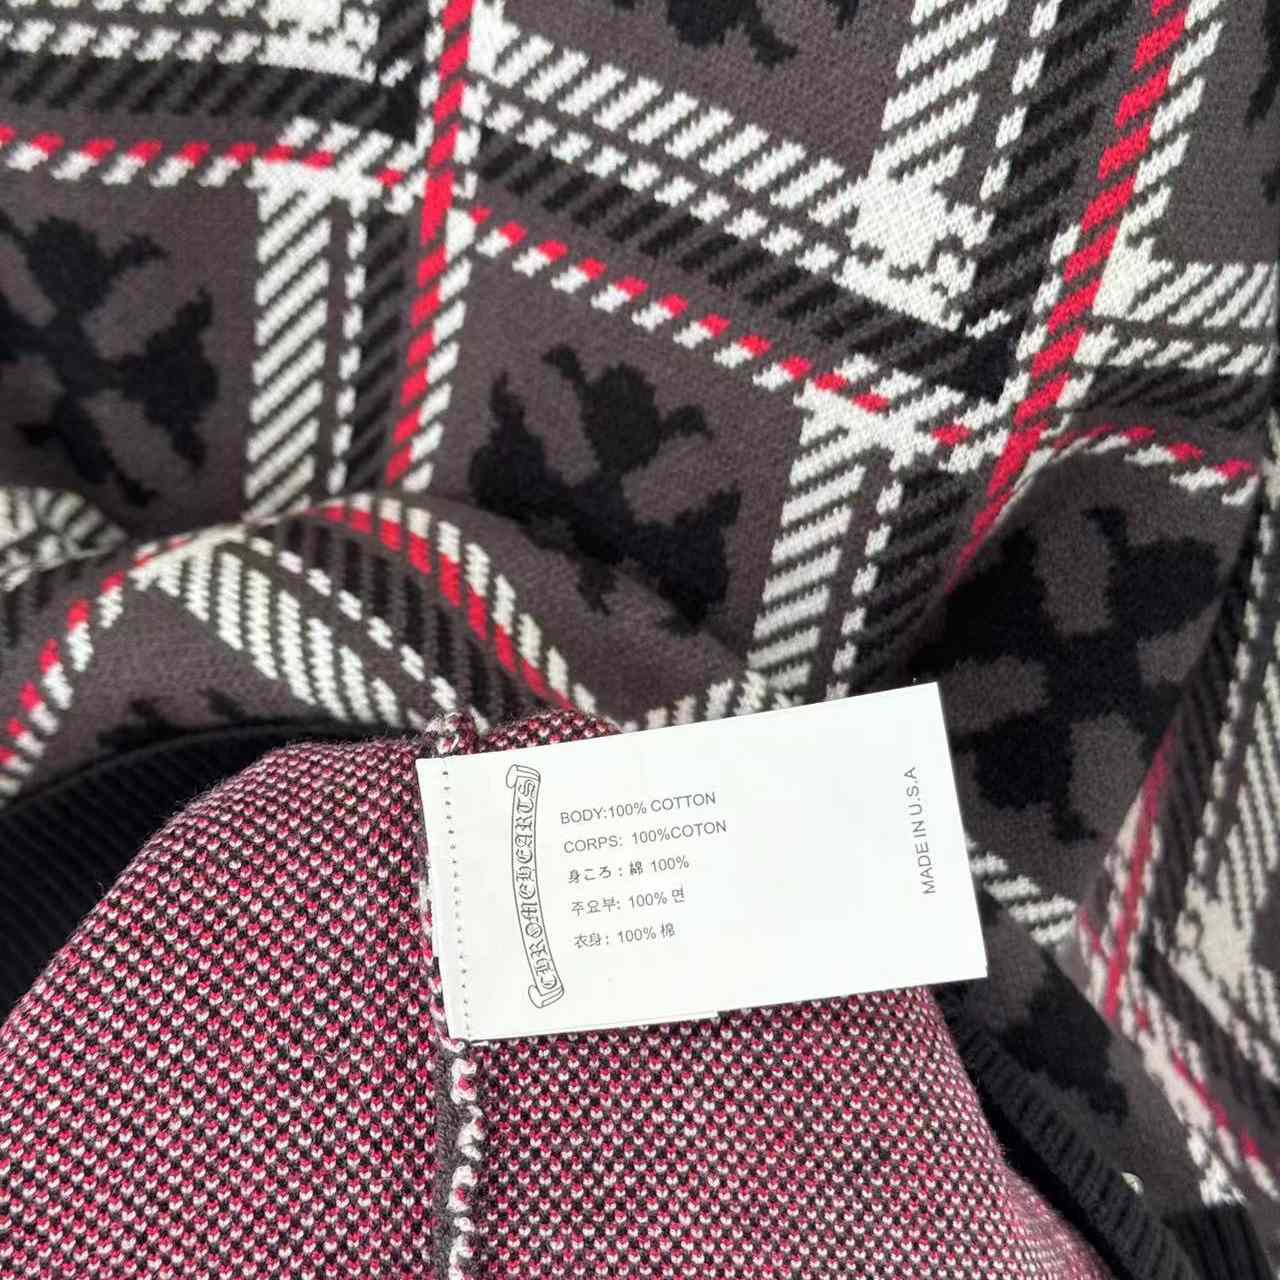 CHROME HEARTS
BODY:100% COTTON
CORPS: 100%COTON
身ころ : 綿 100%
주요부: 100% 면
衣身: 100% 棉
MADE IN U.S.A